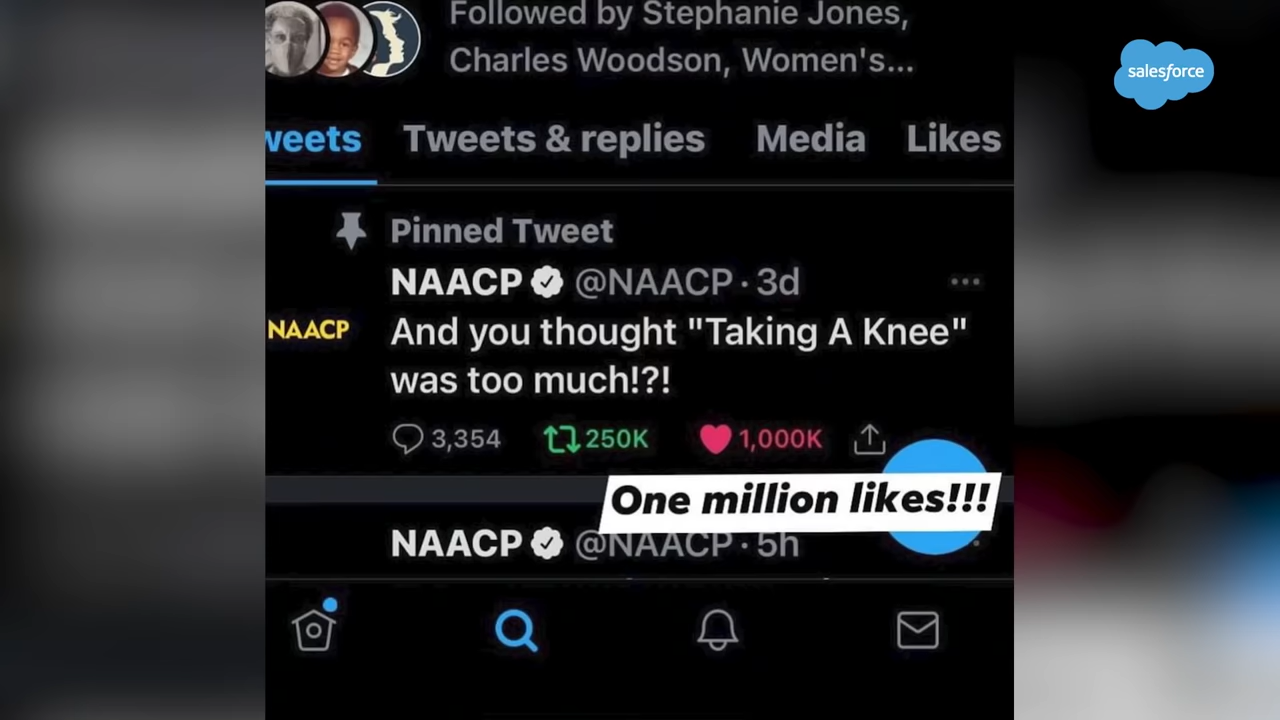 Followed by Stephanie Jones,
Charles Woodson, Women's...
salesforce
weets
Tweets & replies
Media
Likes
Pinned Tweet
NAACP @NAACP · 3d
NAACP
And you thought "Taking A Knee"
was too much!?!
3,354
250K
1,000K
One million likes!!!
NAACP @NAACP · 5h